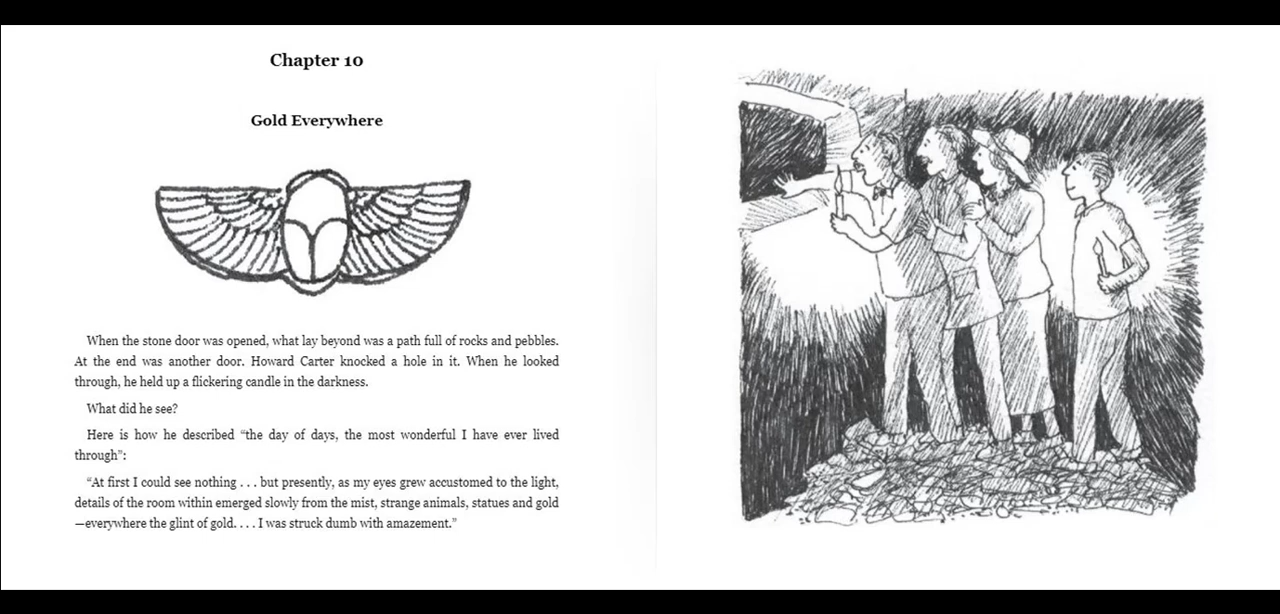 Chapter 10
Gold Everywhere
When the stone door was opened, what lay beyond was a path full of rocks and pebbles.
At the end was another door. Howard Carter knocked a hole in it. When he looked
through, he held up a flickering candle in the darkness.
What did he see?
Here is how he described “the day of days, the most wonderful I have ever lived
through”:
“At first I could see nothing . . . but presently, as my eyes grew accustomed to the light,
details of the room within emerged slowly from the mist, strange animals, statues and gold
—everywhere the glint of gold. . . . I was struck dumb with amazement.”